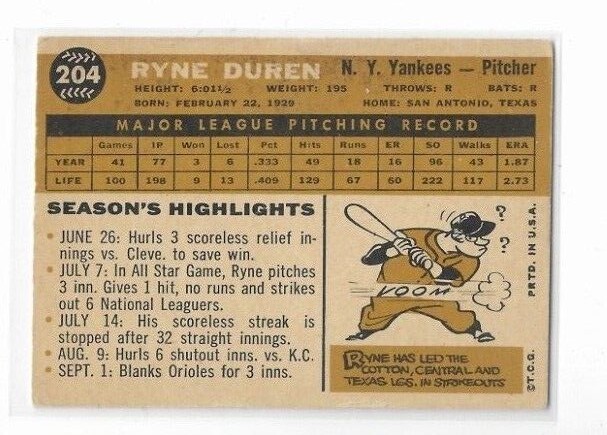 204
RYNE DUREN N. Y. Yankees — Pitcher
HEIGHT: 6:01½ WEIGHT: 195 THROWS: R BATS: R
BORN: FEBRUARY 22, 1929 HOME: SAN ANTONIO, TEXAS
MAJOR LEAGUE PITCHING RECORD
Games IP Won Lost Pct Hits Runs ER SO Walks ERA
YEAR 41 77 3 6 .333 49 18 16 96 43 1.87
LIFE 100 198 9 13 .409 129 67 60 222 117 2.73
SEASON'S HIGHLIGHTS
• JUNE 26: Hurls 3 scoreless relief in-
nings vs. Cleve. to save win.
• JULY 7: In All Star Game, Ryne pitches
3 inn. Gives 1 hit, no runs and strikes
out 6 National Leaguers.
• JULY 14: His scoreless streak is
stopped after 32 straight innings.
• AUG. 9: Hurls 6 shutout inns. vs. K.C.
• SEPT. 1: Blanks Orioles for 3 inns.
? ?
VOOM
RYNE HAS LED THE
COTTON, CENTRAL AND
TEXAS LGS. IN STRIKEOUTS
©T.C.G. PRTD. IN U.S.A.